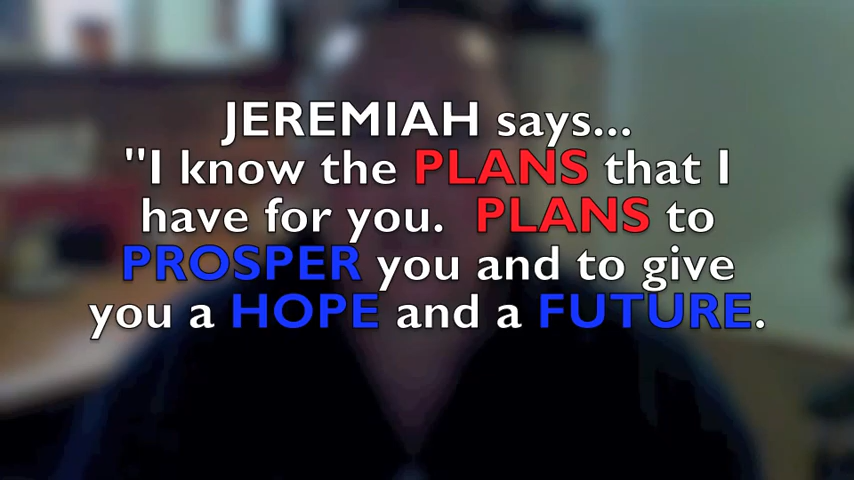 JEREMIAH says...
"I know the PLANS that I
have for you.  PLANS to
PROSPER you and to give
you a HOPE and a FUTURE.